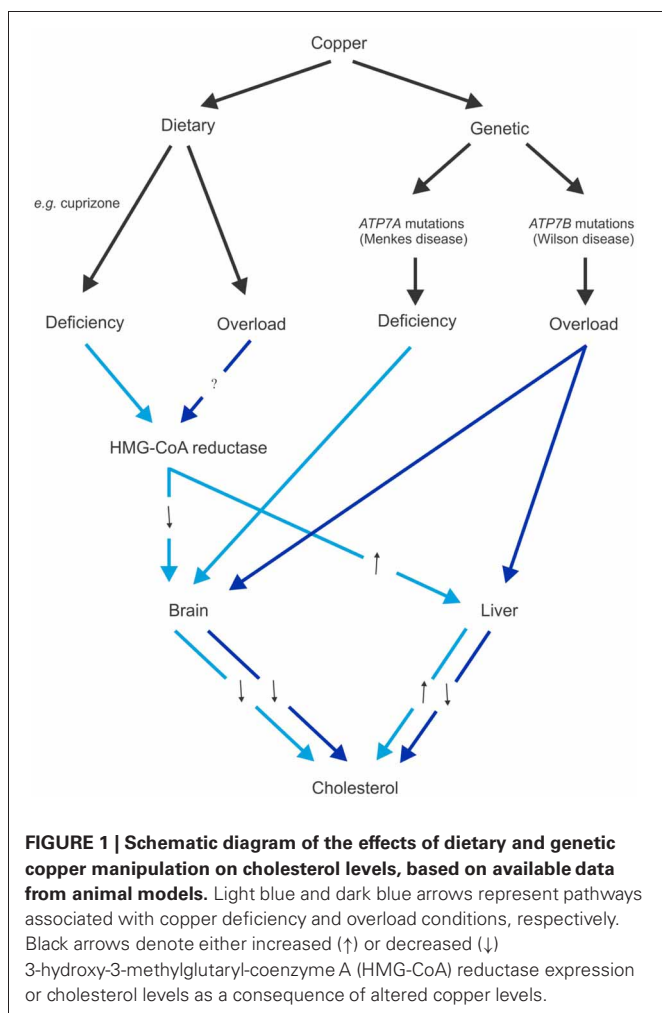 Copper
Dietary
Genetic
e.g. cuprizone
ATP7A mutations
(Menkes disease)
ATP7B mutations
(Wilson disease)
Deficiency
Overload
Deficiency
Overload
?
HMG-CoA reductase
↓
↑
Brain
Liver
↓ ↓
↑ ↓
Cholesterol
FIGURE 1 | Schematic diagram of the effects of dietary and genetic
copper manipulation on cholesterol levels, based on available data
from animal models. Light blue and dark blue arrows represent pathways
associated with copper deficiency and overload conditions, respectively.
Black arrows denote either increased (↑) or decreased (↓)
3-hydroxy-3-methylglutaryl-coenzyme A (HMG-CoA) reductase expression
or cholesterol levels as a consequence of altered copper levels.